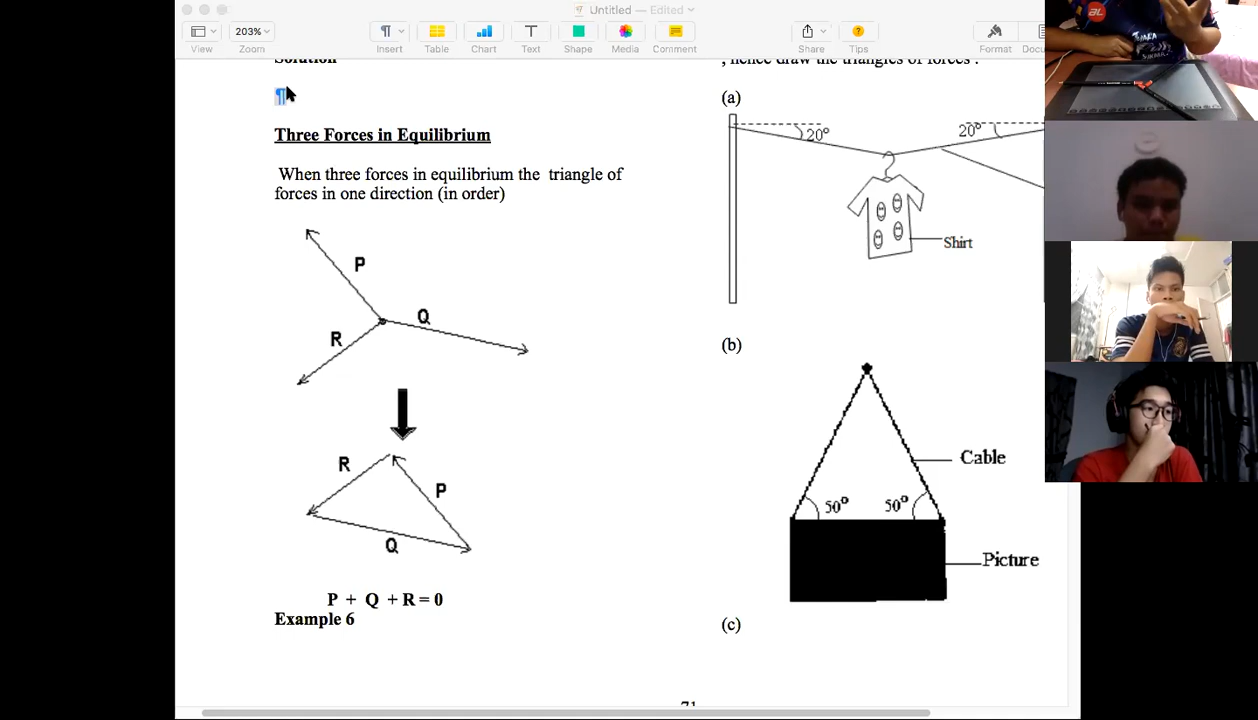 Untitled — Edited
203%
View
Zoom
Insert
Table
Chart
Text
Shape
Media
Comment
Share
Tips
Format
Solution
Three Forces in Equilibrium
When three forces in equilibrium the triangle of
forces in one direction (in order)
P
Q
R
R
P
Q
P + Q + R = 0
Example 6
, hence draw the triangles of forces .
(a)
20°
20°
Shirt
(b)
Cable
50°
50°
Picture
(c)
71